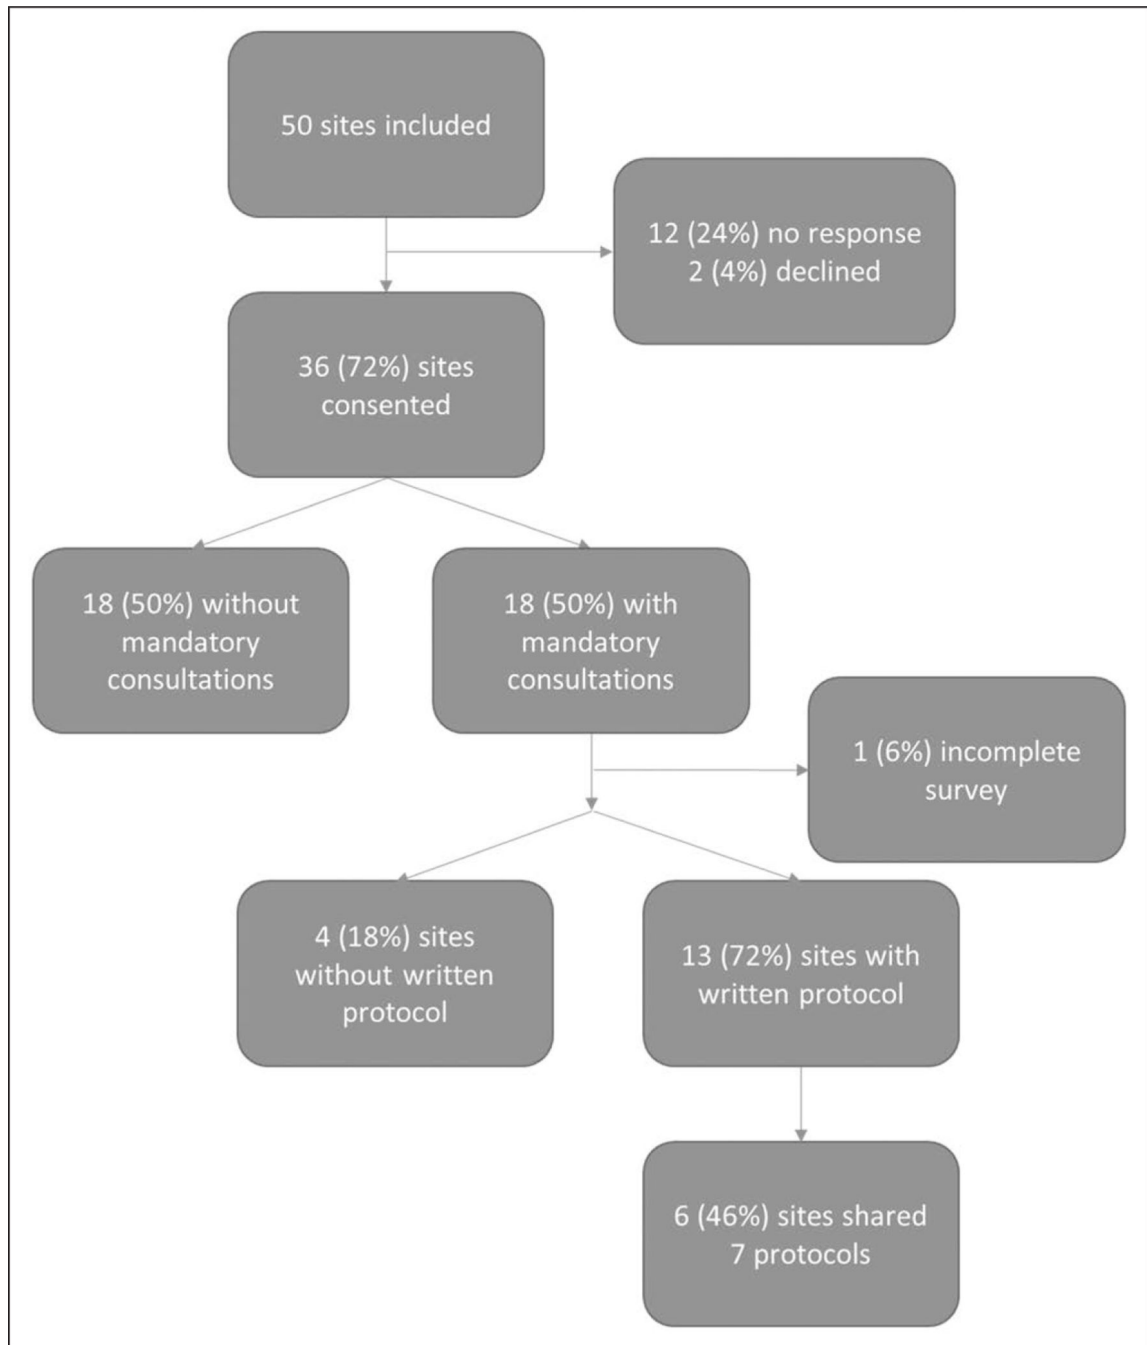 50 sites included
12 (24%) no response
2 (4%) declined
36 (72%) sites
consented
18 (50%) without
mandatory
consultations
18 (50%) with
mandatory
consultations
1 (6%) incomplete
survey
4 (18%) sites
without written
protocol
13 (72%) sites with
written protocol
6 (46%) sites shared
7 protocols